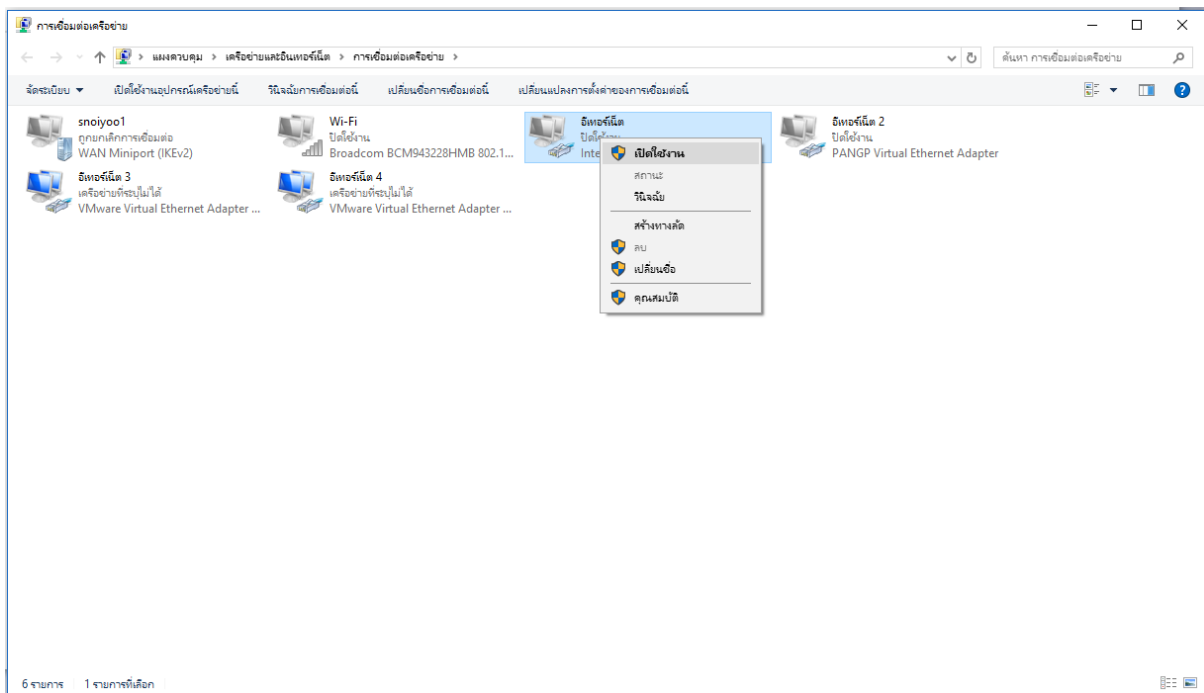 การเชื่อมต่อเครือข่าย
แผงควบคุม > เครือข่ายและอินเทอร์เน็ต > การเชื่อมต่อเครือข่าย >
ค้นหา การเชื่อมต่อเครือข่าย
จัดระเบียบ เปิดใช้งานอุปกรณ์เครือข่ายนี้ วินิจฉัยการเชื่อมต่อนี้ เปลี่ยนชื่อการเชื่อมต่อนี้ เปลี่ยนแปลงการตั้งค่าของการเชื่อมต่อนี้
snoiyoo1
ถูกยกเลิกการเชื่อมต่อ
WAN Miniport (IKEv2)
Wi-Fi
ปิดใช้งาน
Broadcom BCM943228HMB 802.1...
อีเทอร์เน็ต
ปิดใช้งาน
Inte
อีเทอร์เน็ต 2
ปิดใช้งาน
PANGP Virtual Ethernet Adapter
อีเทอร์เน็ต 3
เครือข่ายที่ระบุไม่ได้
VMware Virtual Ethernet Adapter ...
อีเทอร์เน็ต 4
เครือข่ายที่ระบุไม่ได้
VMware Virtual Ethernet Adapter ...
เปิดใช้งาน
สถานะ
วินิจฉัย
สร้างทางลัด
ลบ
เปลี่ยนชื่อ
คุณสมบัติ
6 รายการ 1 รายการที่เลือก